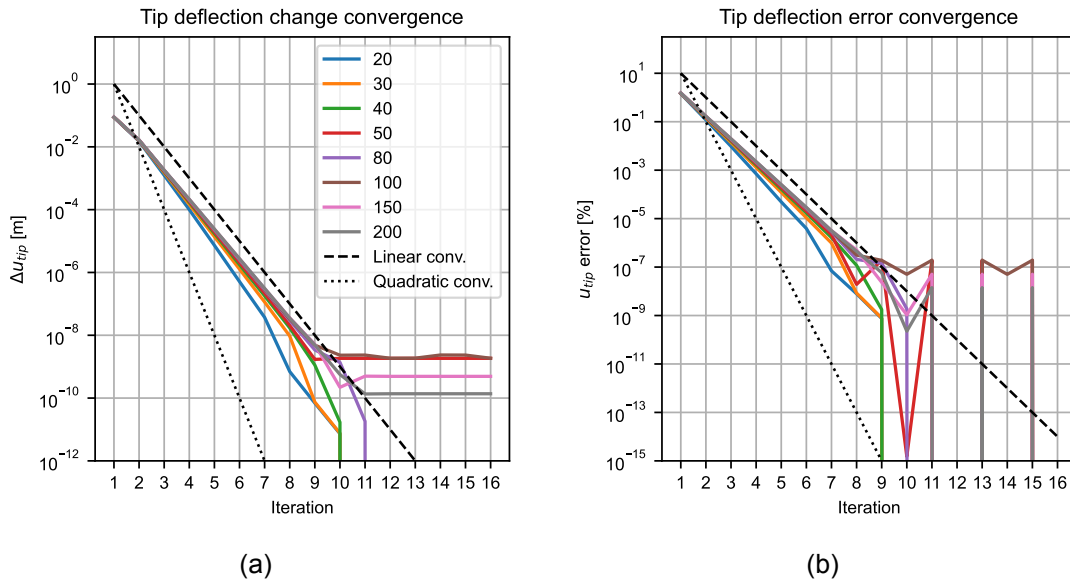 Tip deflection change convergence
10^0
10^-2
10^-4
10^-6
10^-8
10^-10
10^-12
Δu_tip [m]
20
30
40
50
80
100
150
200
Linear conv.
Quadratic conv.
1 2 3 4 5 6 7 8 9 10 11 12 13 14 15 16
Iteration
(a)
Tip deflection error convergence
10^1
10^-1
10^-3
10^-5
10^-7
10^-9
10^-11
10^-13
10^-15
u_tip error [%]
1 2 3 4 5 6 7 8 9 10 11 12 13 14 15 16
Iteration
(b)